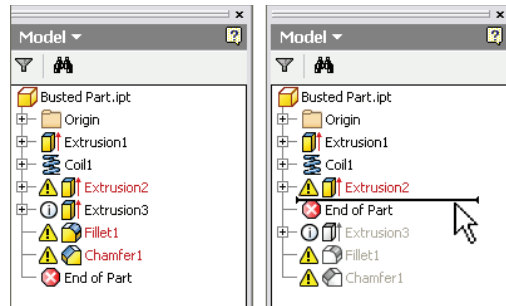 Model
Busted Part.ipt
Origin
Extrusion1
Coil1
Extrusion2
Extrusion3
Fillet1
Chamfer1
End of Part
Model
Busted Part.ipt
Origin
Extrusion1
Coil1
Extrusion2
End of Part
Extrusion3
Fillet1
Chamfer1